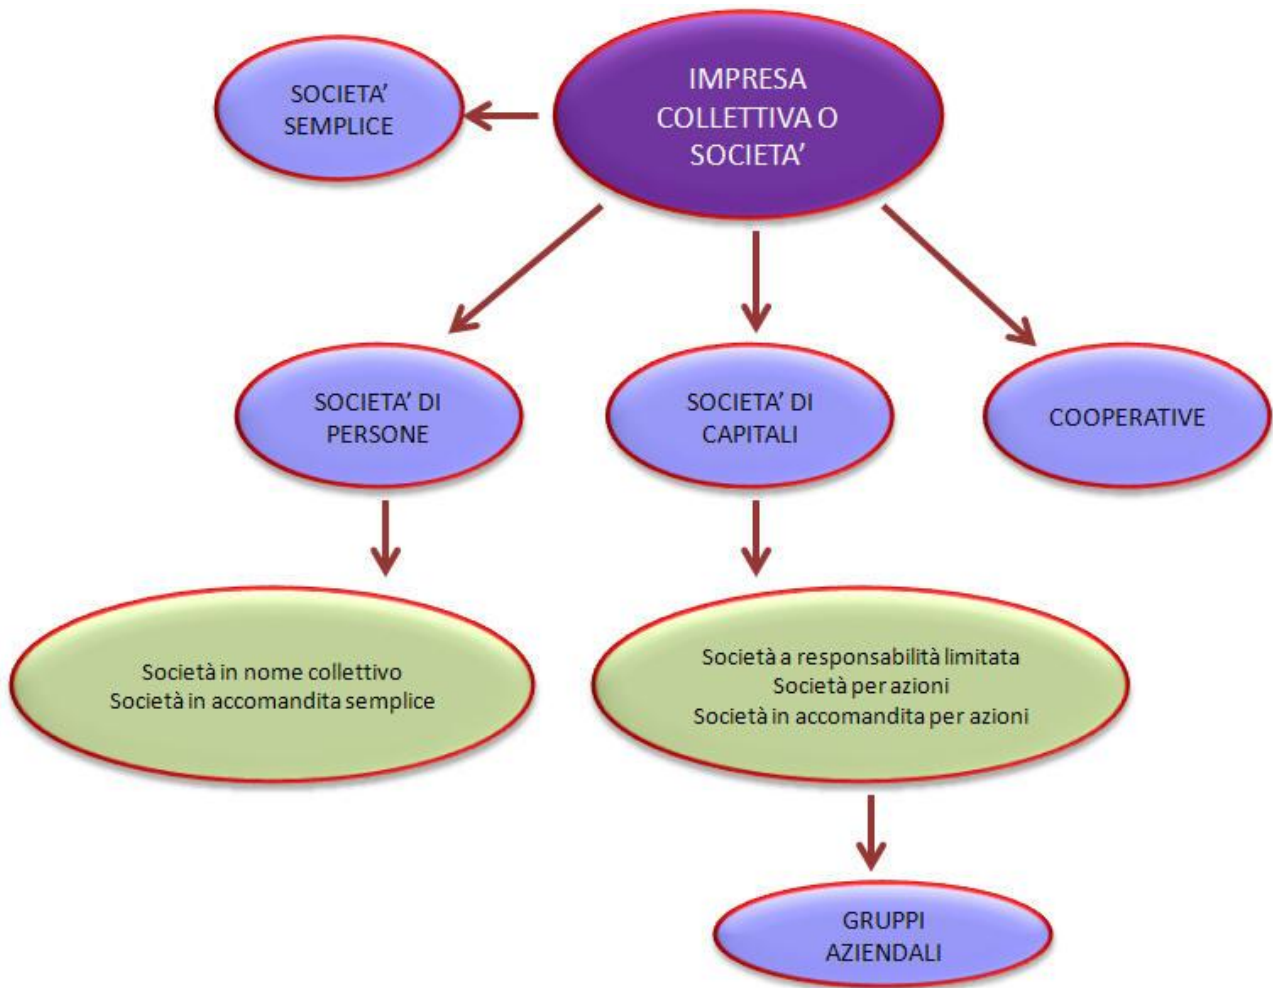 SOCIETA’
SEMPLICE
IMPRESA
COLLETTIVA O
SOCIETA’
SOCIETA’ DI
PERSONE
SOCIETA’ DI
CAPITALI
COOPERATIVE
Società in nome collettivo
Società in accomandita semplice
Società a responsabilità limitata
Società per azioni
Società in accomandita per azioni
GRUPPI
AZIENDALI